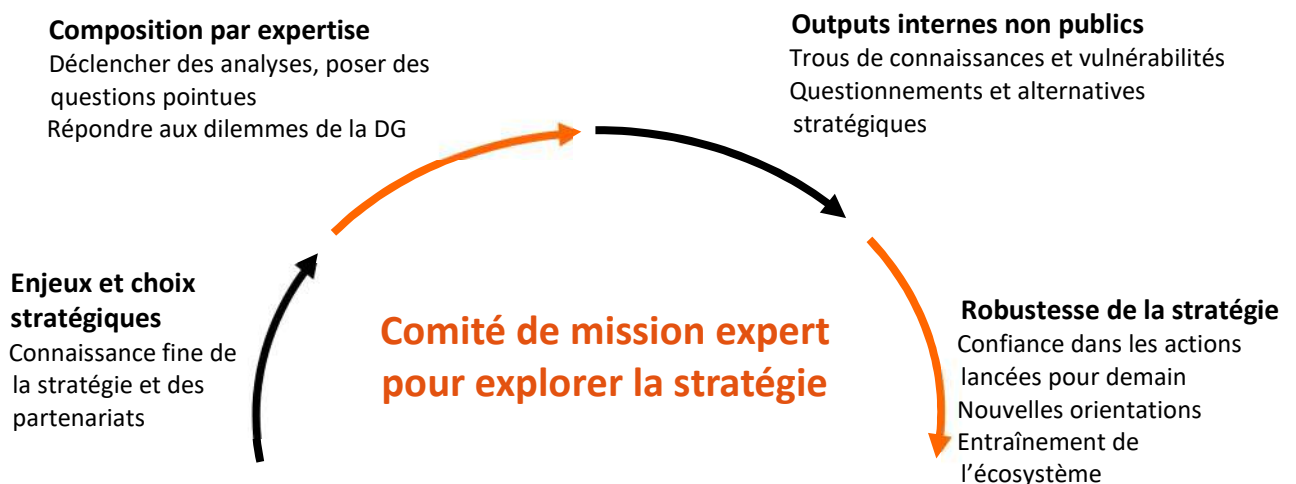 Composition par expertise
Déclencher des analyses, poser des
questions pointues
Répondre aux dilemmes de la DG
Outputs internes non publics
Trous de connaissances et vulnérabilités
Questionnements et alternatives
stratégiques
Enjeux et choix
stratégiques
Connaissance fine de
la stratégie et des
partenariats
Comité de mission expert
pour explorer la stratégie
Robustesse de la stratégie
Confiance dans les actions
lancées pour demain
Nouvelles orientations
Entraînement de
l’écosystème